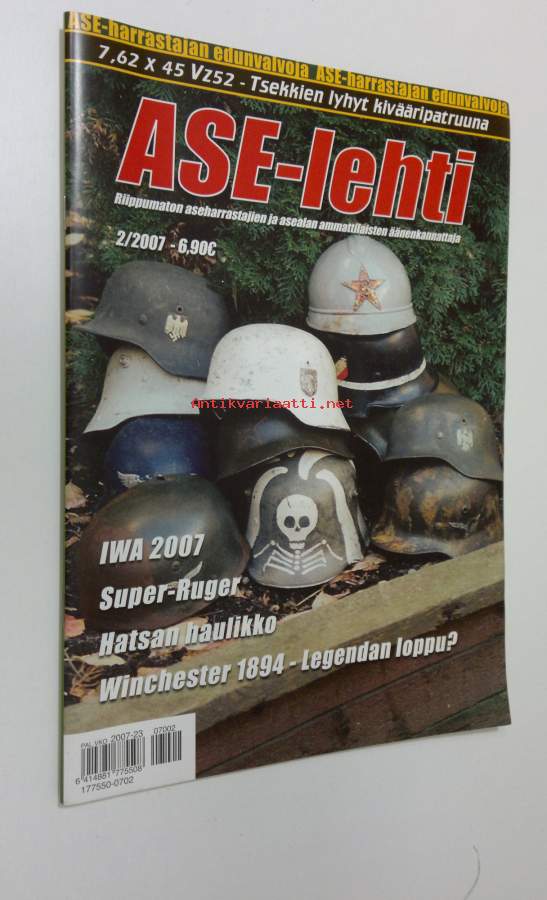 ASE-harrastajan edunvalvoja ASE-harrastajan edunvalvoja
7,62 x 45 Vz52 - Tsekkien lyhyt kivääripatruuna
ASE-lehti
Riippumaton aseharrastajien ja asealan ammattilaisten äänenkannattaja
2/2007 - 6,90€
Antikvariaatti.net
IWA 2007
Super-Ruger
Hatsan haulikko
Winchester 1894 - Legendan loppu?
PAL VKO 2007-23 07002
6 414881 775508
177550-0702